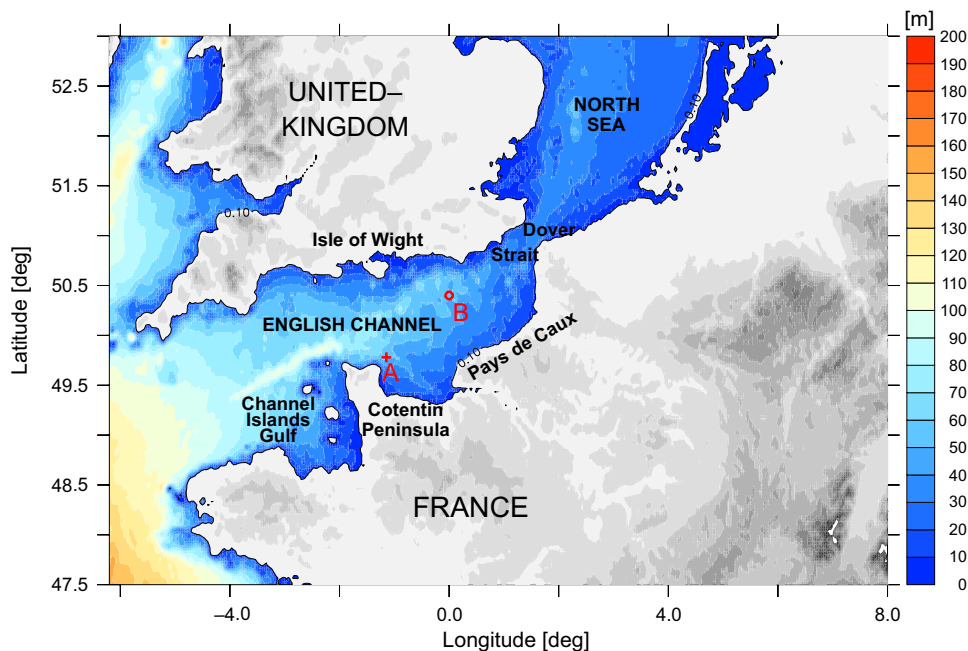 [m]
200
190
180
170
160
150
140
130
120
110
100
90
80
70
60
50
40
30
20
10
0
52.5
51.5
50.5
49.5
48.5
47.5
Latitude [deg]
UNITED–
KINGDOM
NORTH
SEA
0.10
0.10
Isle of Wight
Dover
Strait
ENGLISH CHANNEL
B
A
0.10
Pays de Caux
Channel
Islands
Gulf
Cotentin
Peninsula
FRANCE
–4.0
0.0
4.0
8.0
Longitude [deg]